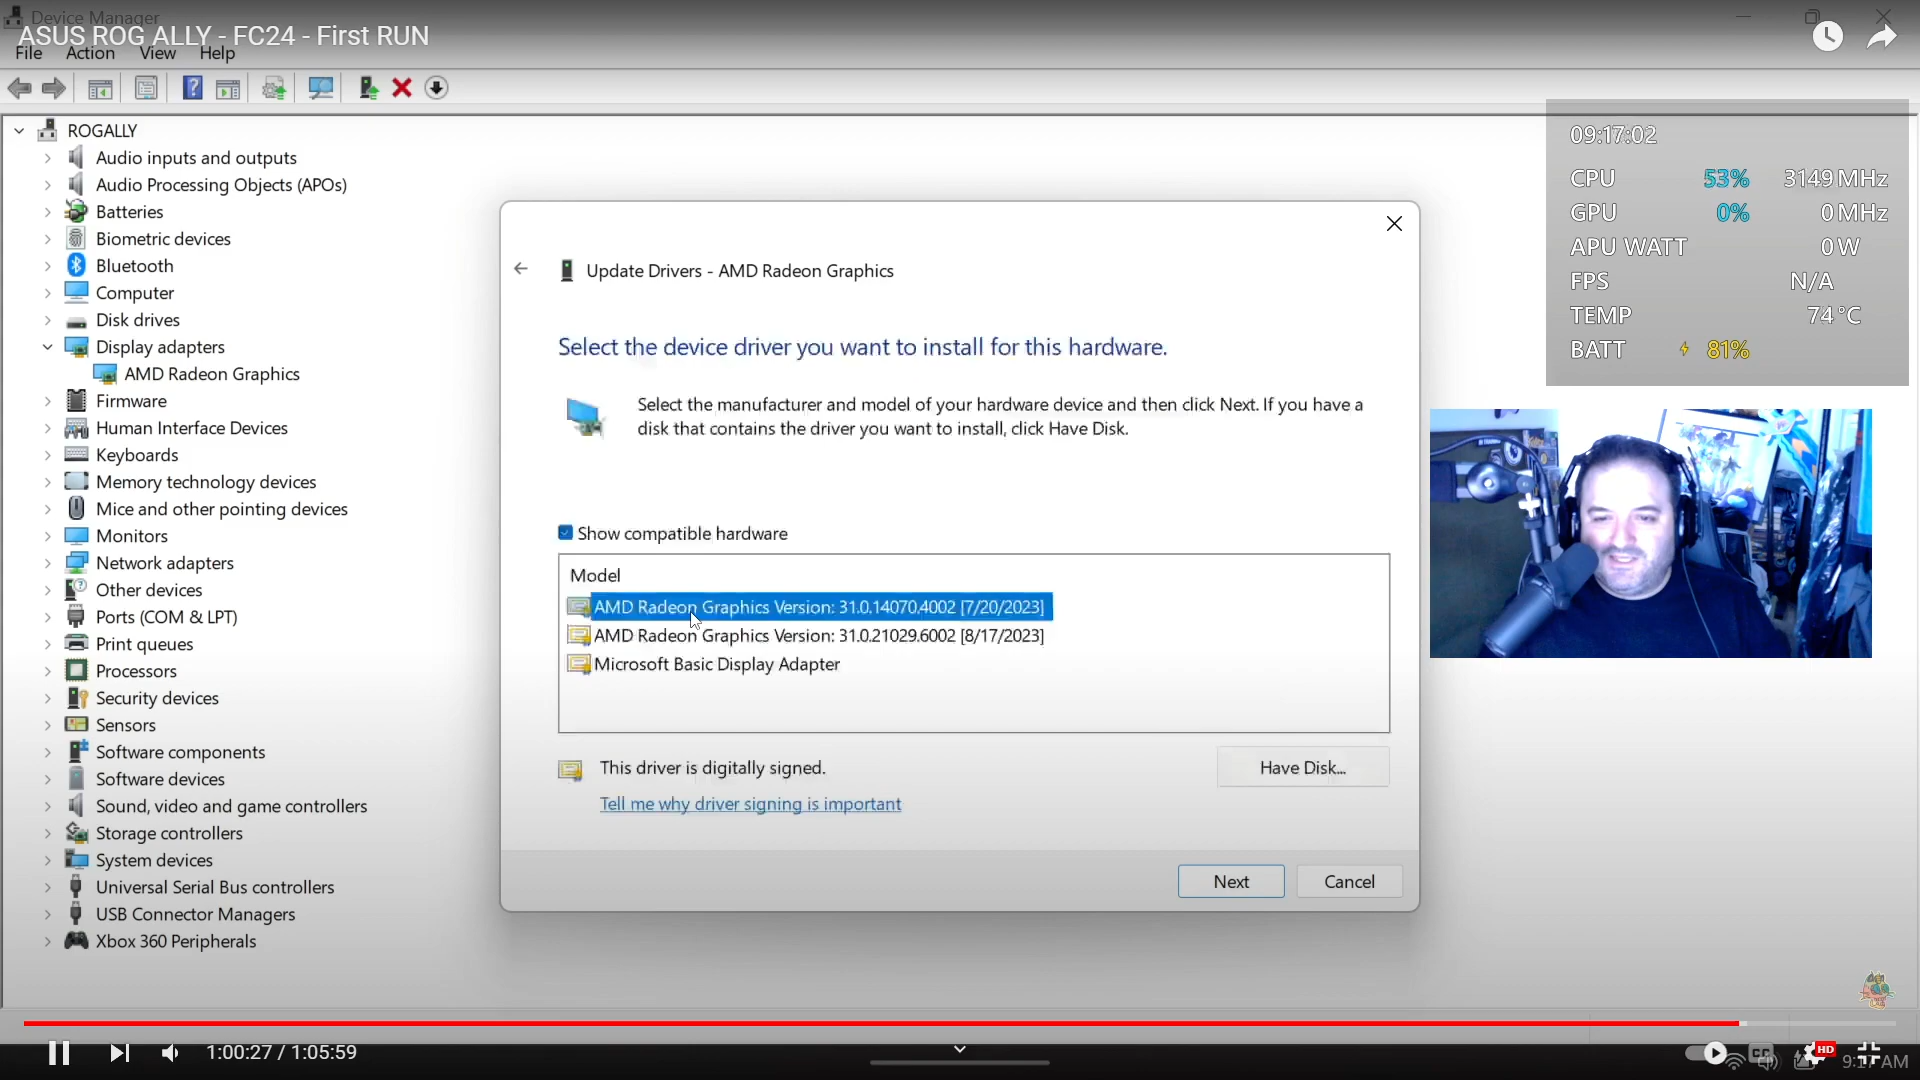 Device Manager
ASUS ROG ALLY - FC24 - First RUN
File Action View Help
ROGALLY
Audio inputs and outputs
Audio Processing Objects (APOs)
Batteries
Biometric devices
Bluetooth
Computer
Disk drives
Display adapters
AMD Radeon Graphics
Firmware
Human Interface Devices
Keyboards
Memory technology devices
Mice and other pointing devices
Monitors
Network adapters
Other devices
Ports (COM & LPT)
Print queues
Processors
Security devices
Sensors
Software components
Software devices
Sound, video and game controllers
Storage controllers
System devices
Universal Serial Bus controllers
USB Connector Managers
Xbox 360 Peripherals
Update Drivers - AMD Radeon Graphics
Select the device driver you want to install for this hardware.
Select the manufacturer and model of your hardware device and then click Next. If you have a
disk that contains the driver you want to install, click Have Disk.
Show compatible hardware
Model
AMD Radeon Graphics Version: 31.0.14070.4002 [7/20/2023]
AMD Radeon Graphics Version: 31.0.21029.6002 [8/17/2023]
Microsoft Basic Display Adapter
This driver is digitally signed.
Have Disk...
Tell me why driver signing is important
Next
Cancel
09:17:02
CPU 53% 3149 MHz
GPU 0% 0 MHz
APU WATT 0 W
FPS N/A
TEMP 74 °C
BATT 81%
1:00:27 / 1:05:59
CC
HD
9:17 AM